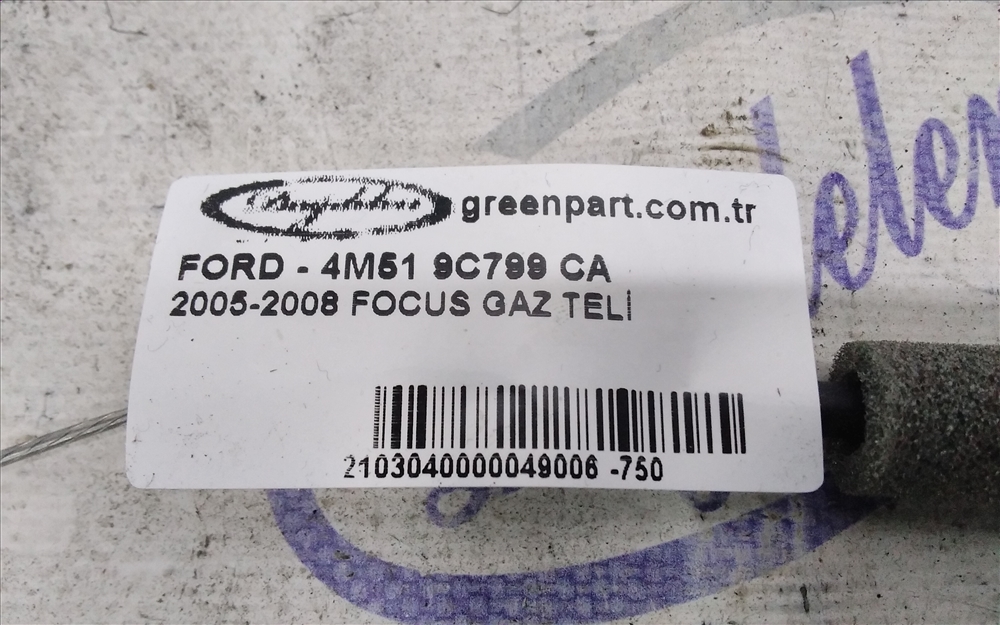 greenpart.com.tr
FORD - 4M51 9C799 CA
2005-2008 FOCUS GAZ TELİ
2103040000049006 -750